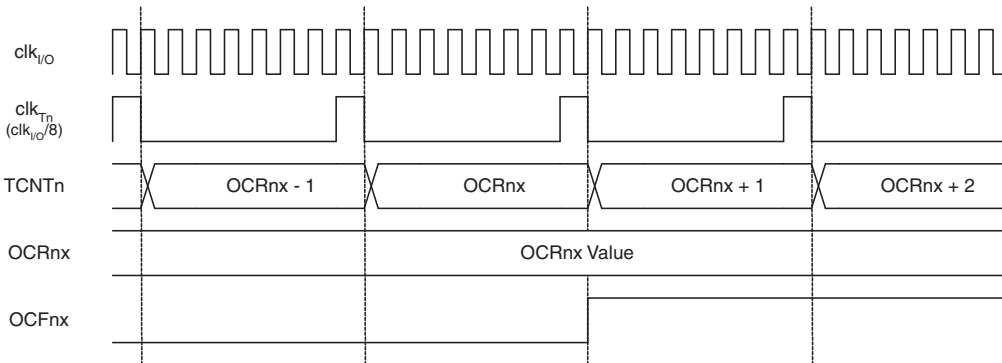 clkI/O
clkTn
(clkI/O/8)
TCNTn
OCRnx - 1
OCRnx
OCRnx + 1
OCRnx + 2
OCRnx
OCRnx Value
OCFnx